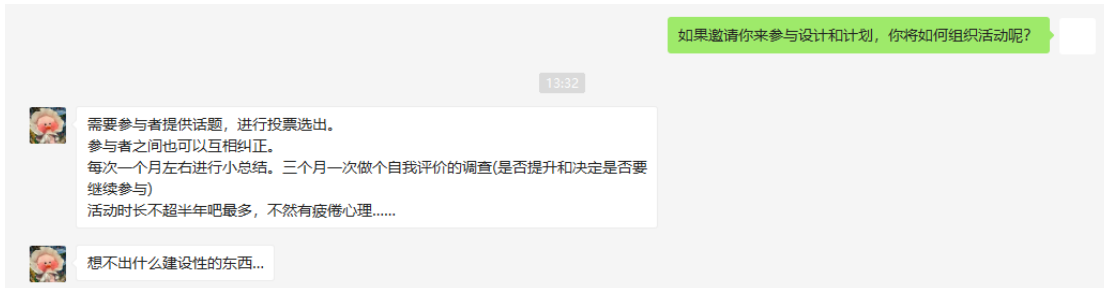 如果邀请你来参与设计和计划，你将如何组织活动呢？
13:32
需要参与者提供话题，进行投票选出。
参与者之间也可以互相纠正。
每次一个月左右进行小总结。三个月一次做个自我评价的调查(是否提升和决定是否要
继续参与)
活动时长不超半年吧最多，不然有疲倦心理......
想不出什么建设性的东西...